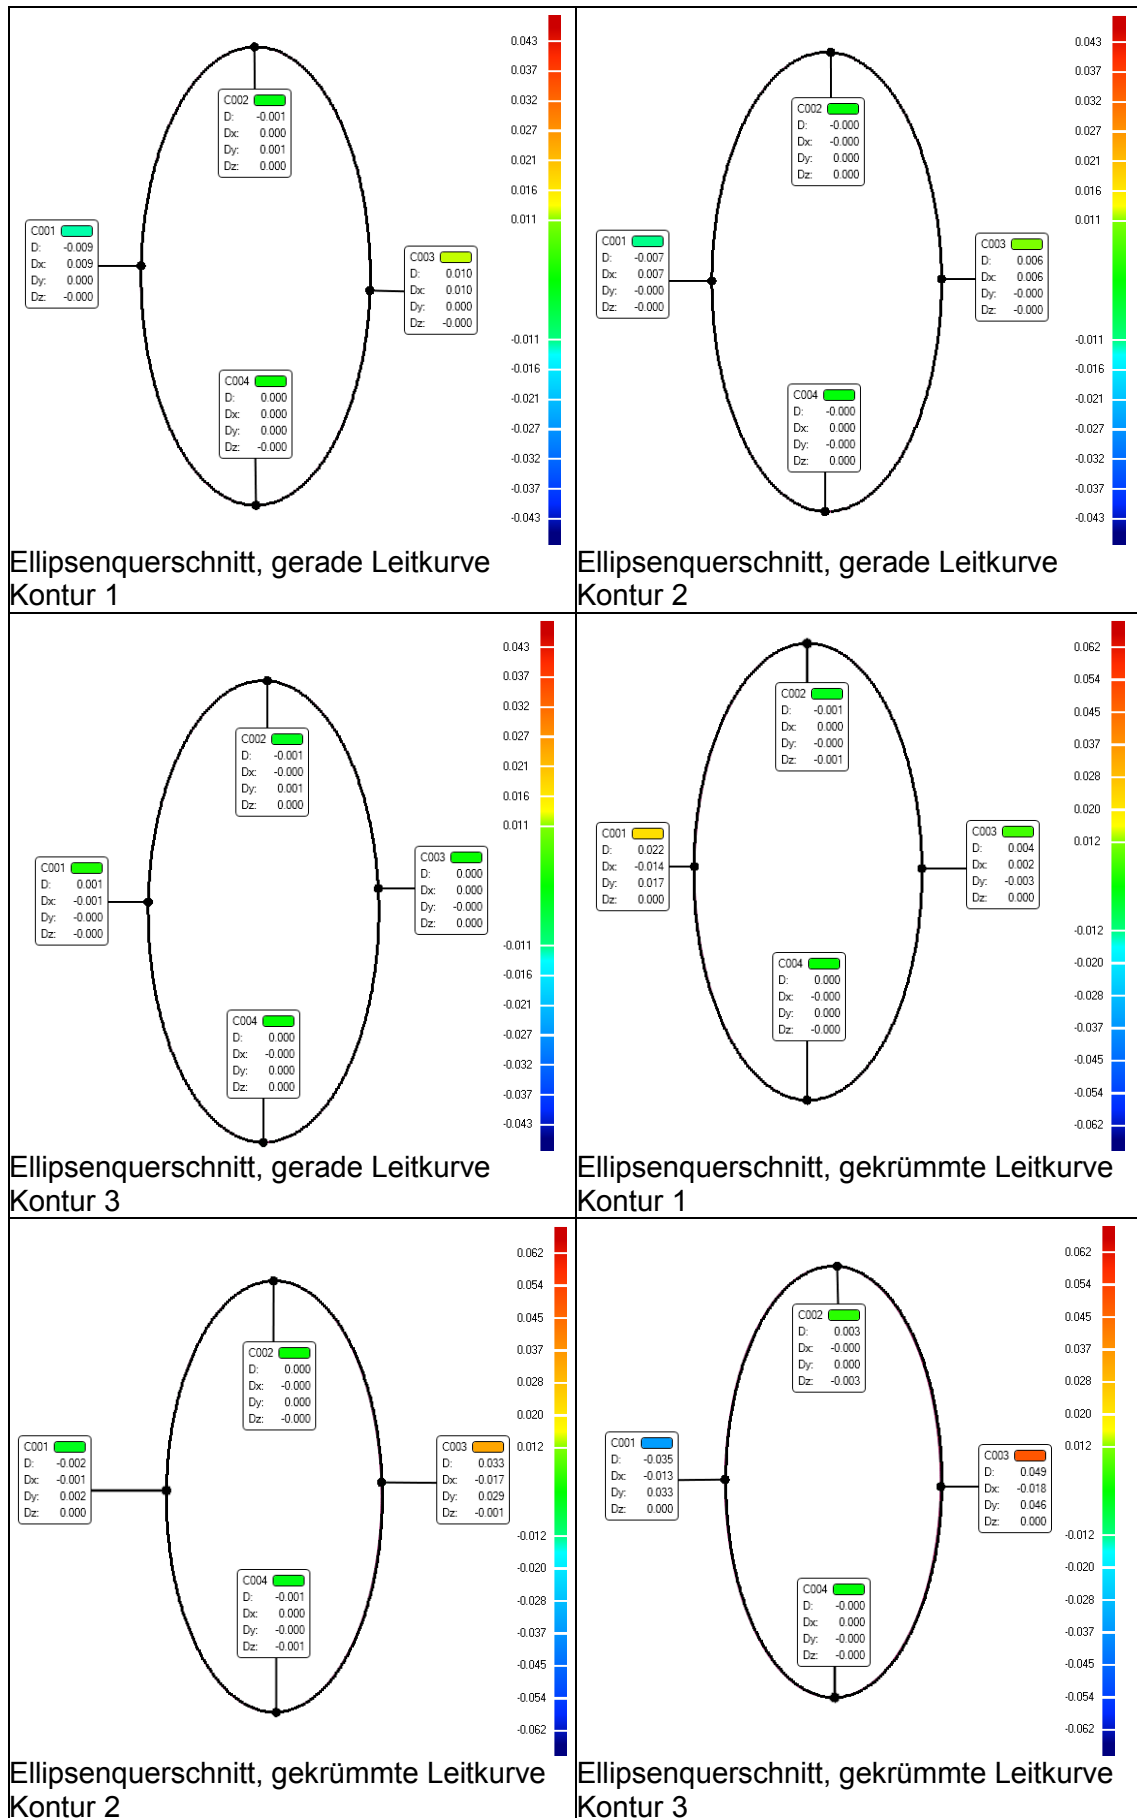 0.043
0.037
0.032
0.027
0.021
0.016
0.011
-0.011
-0.016
-0.021
-0.027
-0.032
-0.037
-0.043
C002
D: -0.001
Dx: 0.000
Dy: 0.001
Dz: 0.000
C001
D: -0.009
Dx: 0.009
Dy: 0.000
Dz: -0.000
C003
D: 0.010
Dx: 0.010
Dy: 0.000
Dz: -0.000
C004
D: 0.000
Dx: 0.000
Dy: 0.000
Dz: -0.000
Ellipsenquerschnitt, gerade Leitkurve
Kontur 1
0.043
0.037
0.032
0.027
0.021
0.016
0.011
-0.011
-0.016
-0.021
-0.027
-0.032
-0.037
-0.043
C002
D: -0.000
Dx: -0.000
Dy: 0.000
Dz: 0.000
C001
D: -0.007
Dx: 0.007
Dy: -0.000
Dz: -0.000
C003
D: 0.006
Dx: 0.006
Dy: -0.000
Dz: -0.000
C004
D: -0.000
Dx: 0.000
Dy: -0.000
Dz: 0.000
Ellipsenquerschnitt, gerade Leitkurve
Kontur 2
0.043
0.037
0.032
0.027
0.021
0.016
0.011
-0.011
-0.016
-0.021
-0.027
-0.032
-0.037
-0.043
C002
D: -0.001
Dx: -0.000
Dy: 0.001
Dz: 0.000
C001
D: 0.001
Dx: -0.001
Dy: -0.000
Dz: -0.000
C003
D: 0.000
Dx: 0.000
Dy: -0.000
Dz: 0.000
C004
D: 0.000
Dx: -0.000
Dy: 0.000
Dz: 0.000
Ellipsenquerschnitt, gerade Leitkurve
Kontur 3
0.062
0.054
0.045
0.037
0.028
0.020
0.012
-0.012
-0.020
-0.028
-0.037
-0.045
-0.054
-0.062
C002
D: -0.001
Dx: 0.000
Dy: -0.000
Dz: -0.001
C001
D: 0.022
Dx: -0.014
Dy: 0.017
Dz: 0.000
C003
D: 0.004
Dx: 0.002
Dy: -0.003
Dz: 0.000
C004
D: 0.000
Dx: -0.000
Dy: 0.000
Dz: -0.000
Ellipsenquerschnitt, gekrümmte Leitkurve
Kontur 1
0.062
0.054
0.045
0.037
0.028
0.020
0.012
-0.012
-0.020
-0.028
-0.037
-0.045
-0.054
-0.062
C002
D: 0.000
Dx: -0.000
Dy: 0.000
Dz: -0.000
C001
D: -0.002
Dx: -0.001
Dy: 0.002
Dz: 0.000
C003
D: 0.033
Dx: -0.017
Dy: 0.029
Dz: -0.001
C004
D: -0.001
Dx: 0.000
Dy: -0.000
Dz: -0.001
Ellipsenquerschnitt, gekrümmte Leitkurve
Kontur 2
0.062
0.054
0.045
0.037
0.028
0.020
0.012
-0.012
-0.020
-0.028
-0.037
-0.045
-0.054
-0.062
C002
D: 0.003
Dx: -0.000
Dy: 0.000
Dz: -0.003
C001
D: -0.035
Dx: -0.013
Dy: 0.033
Dz: 0.000
C003
D: 0.049
Dx: -0.018
Dy: 0.046
Dz: 0.000
C004
D: -0.000
Dx: 0.000
Dy: -0.000
Dz: -0.000
Ellipsenquerschnitt, gekrümmte Leitkurve
Kontur 3